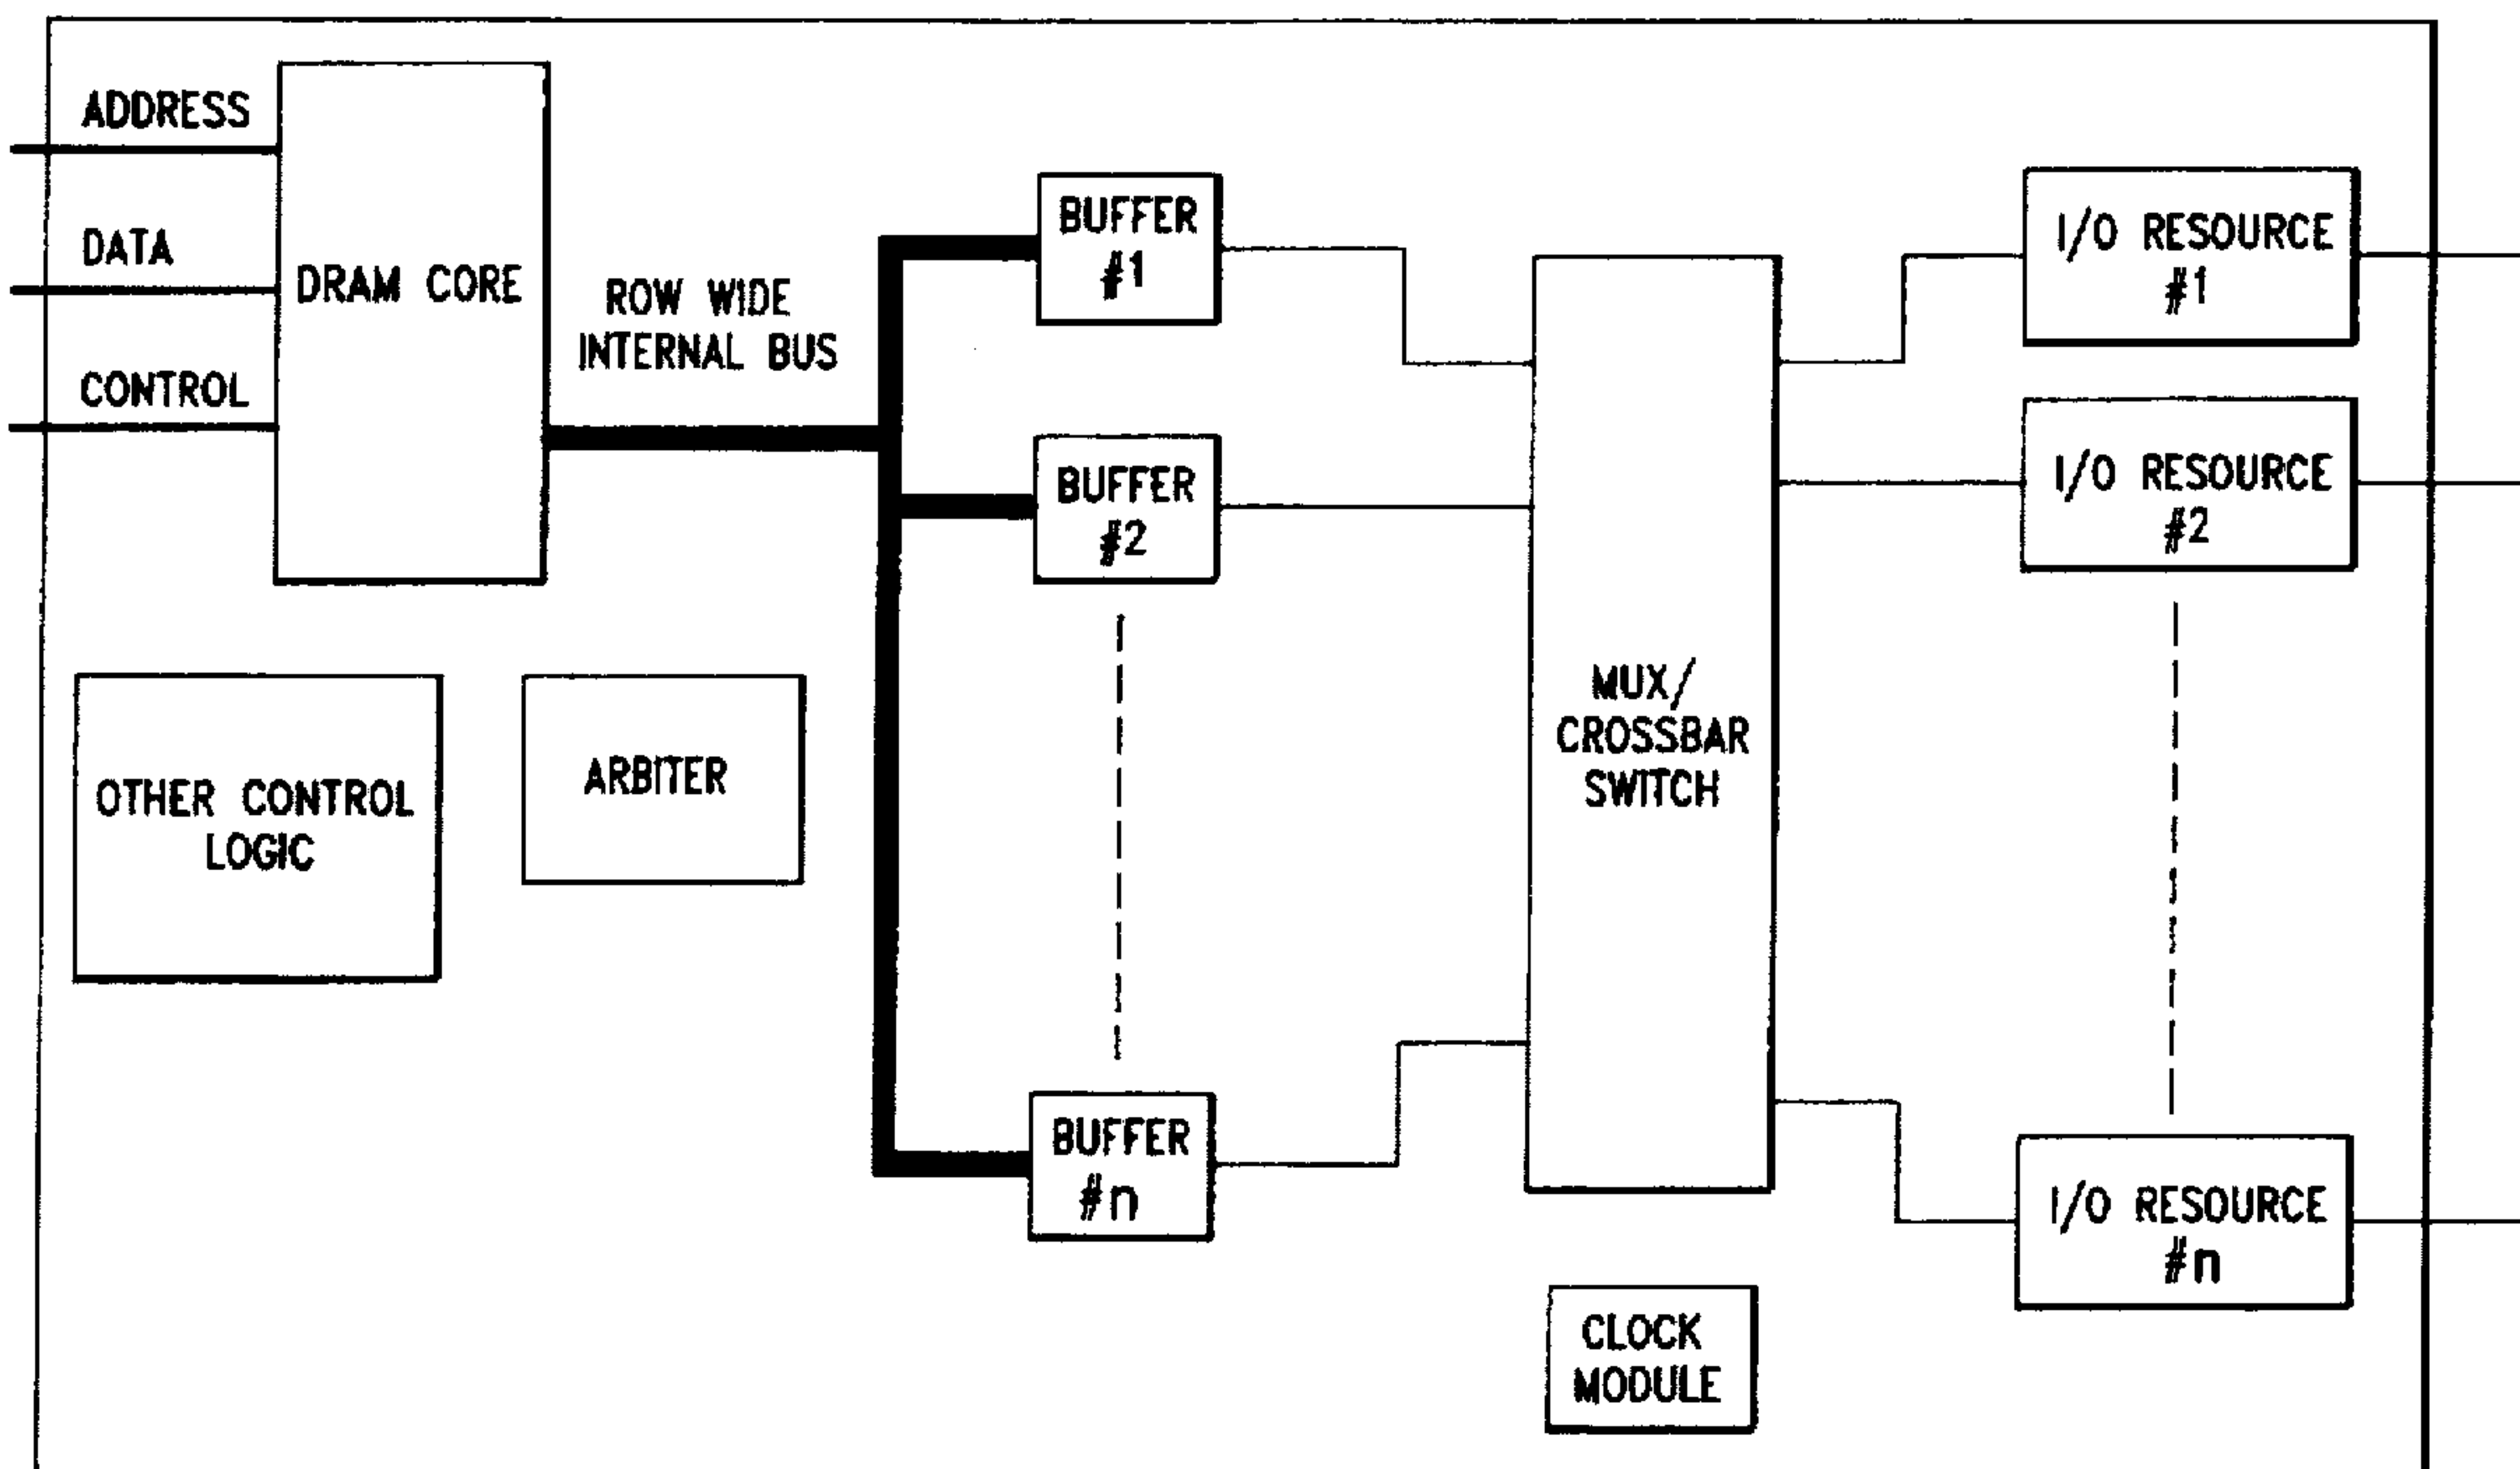 ADDRESS
DATA
CONTROL
DRAM CORE
ROW WIDE
INTERNAL BUS
BUFFER
#1
BUFFER
#2
BUFFER
#n
MUX/
CROSSBAR
SWITCH
I/O RESOURCE
#1
I/O RESOURCE
#2
I/O RESOURCE
#n
OTHER CONTROL
LOGIC
ARBITER
CLOCK
MODULE